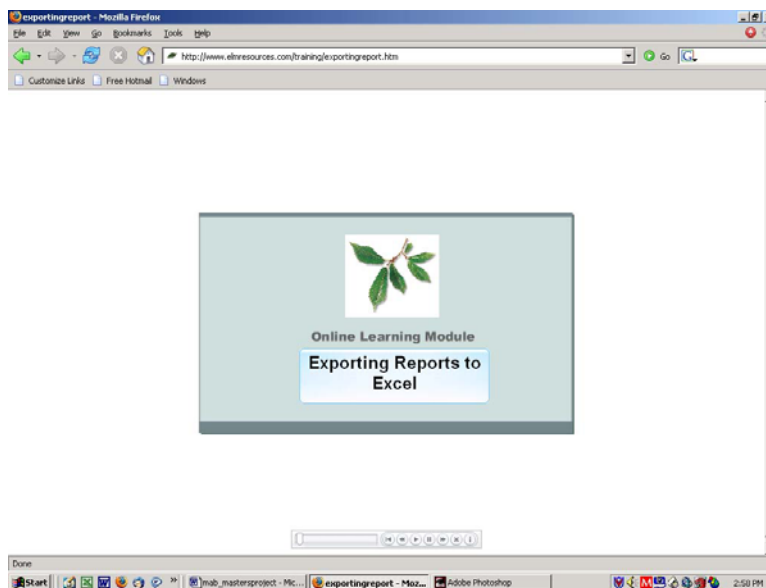 exportingreport - Mozilla Firefox
File Edit View Go Bookmarks Tools Help
http://www.elmresources.com/training/exportingreport.htm Go G
Customize Links Free Hotmail Windows
Online Learning Module
Exporting Reports to
Excel
Done
Start mab_mastersproject - Mic... exportingreport - Moz... Adobe Photoshop 2:50 PM